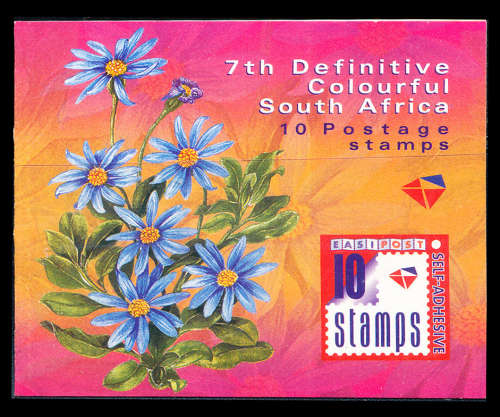 7th Definitive
Colourful
South Africa
10 Postage
stamps
EASIPOST
10
stamps
SELF-ADHESIVE